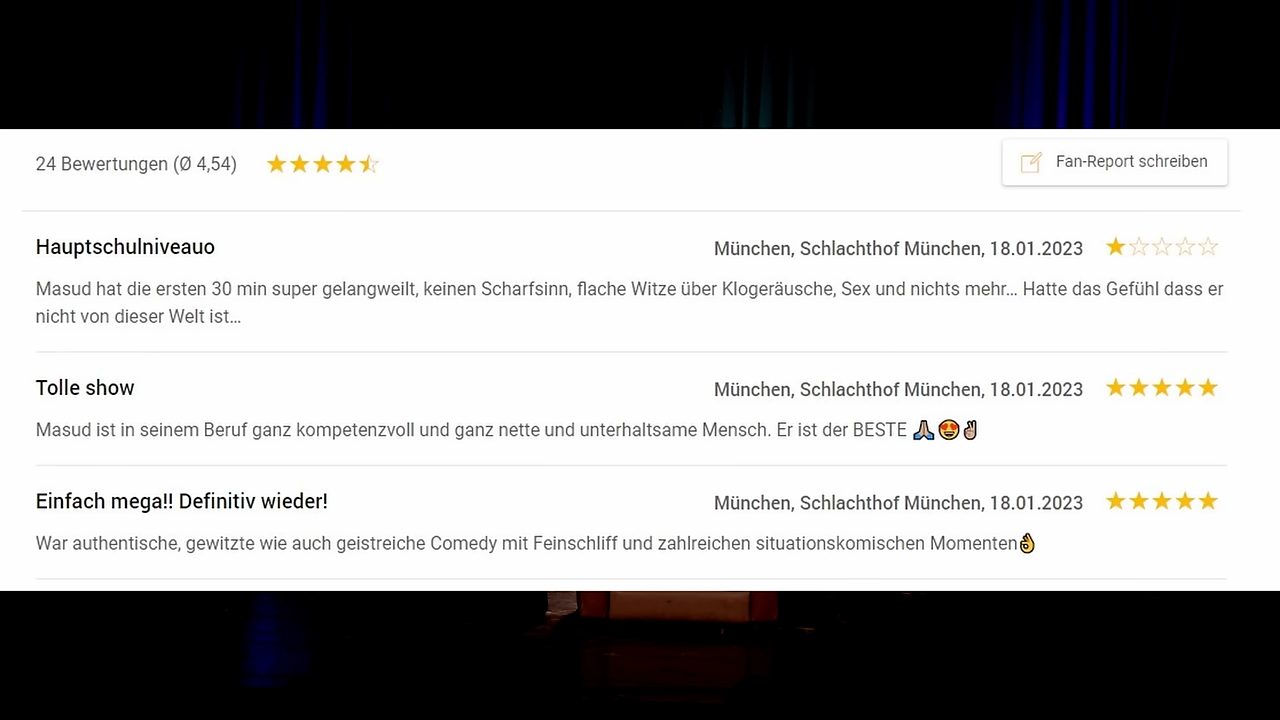 24 Bewertungen (Ø 4,54)
Fan-Report schreiben
Hauptschulniveauo
München, Schlachthof München, 18.01.2023
Masud hat die ersten 30 min super gelangweilt, keinen Scharfsinn, flache Witze über Klogeräusche, Sex und nichts mehr... Hatte das Gefühl dass er
nicht von dieser Welt ist...
Tolle show
München, Schlachthof München, 18.01.2023
Masud ist in seinem Beruf ganz kompetenzvoll und ganz nette und unterhaltsame Mensch. Er ist der BESTE 🙏🏼😍✌🏼
Einfach mega!! Definitiv wieder!
München, Schlachthof München, 18.01.2023
War authentische, gewitzte wie auch geistreiche Comedy mit Feinschliff und zahlreichen situationskomischen Momenten👌